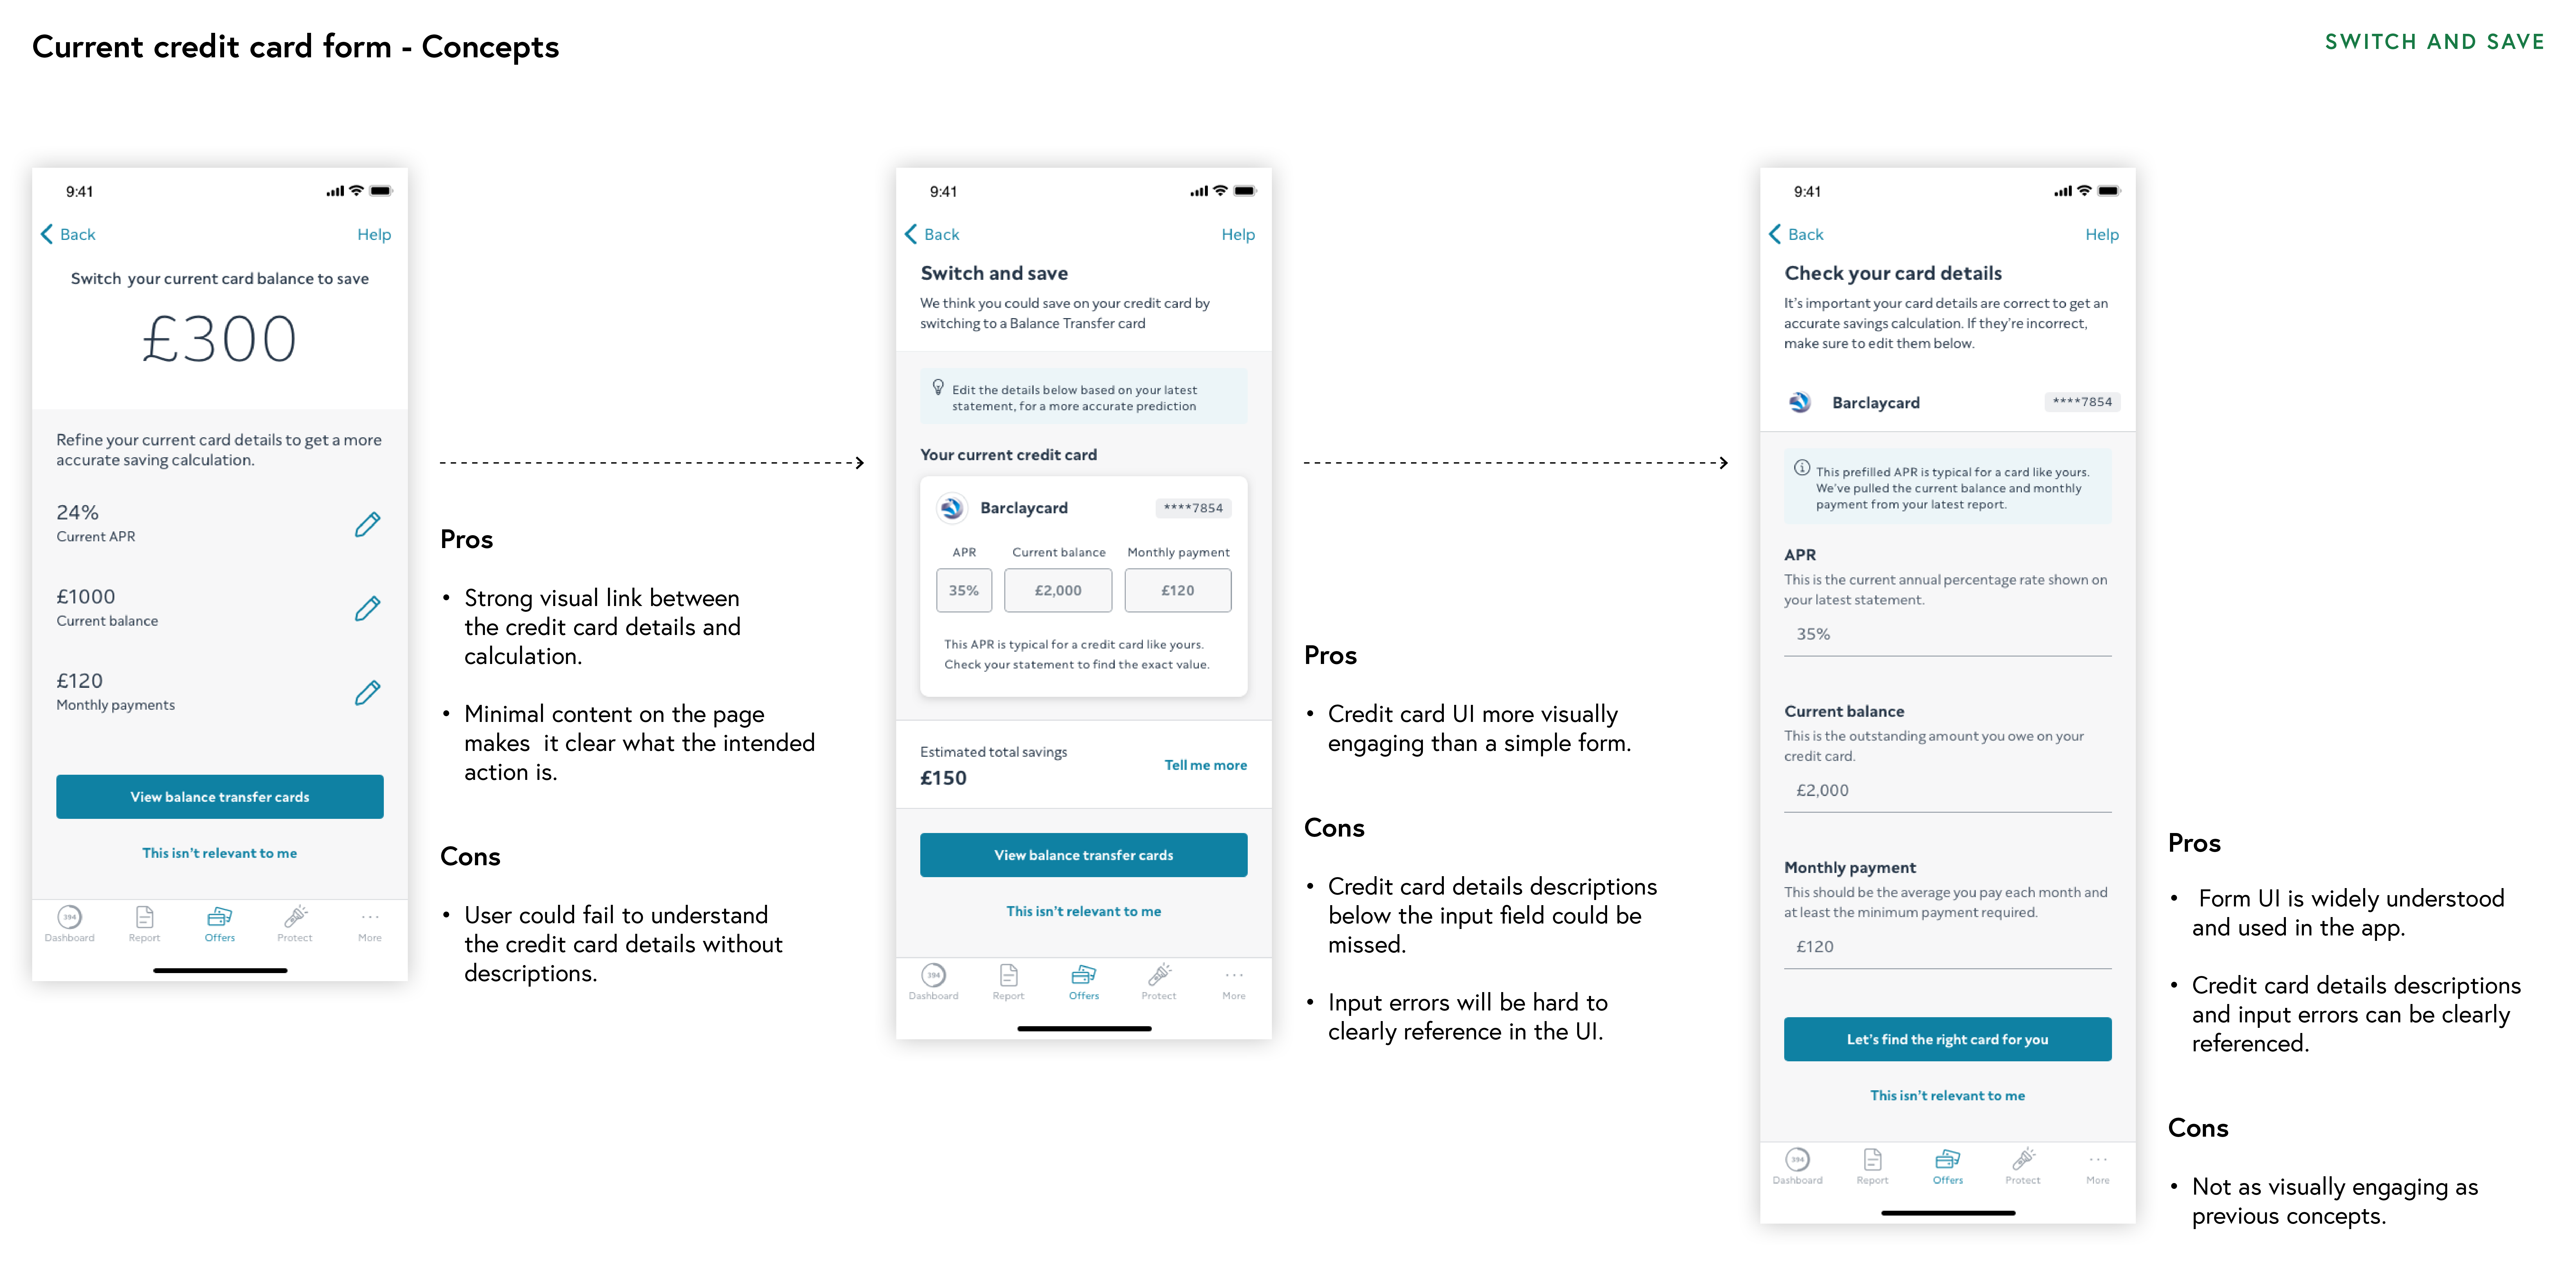 Current credit card form - Concepts
SWITCH AND SAVE
9:41
Back
Help
Switch your current card balance to save
£300
Refine your current card details to get a more
accurate saving calculation.
24%
Current APR
£1000
Current balance
£120
Monthly payments
View balance transfer cards
This isn't relevant to me
394
Dashboard
Report
Offers
Protect
More
Pros
• Strong visual link between
the credit card details and
calculation.
• Minimal content on the page
makes it clear what the intended
action is.
Cons
• User could fail to understand
the credit card details without
descriptions.
9:41
Back
Help
Switch and save
We think you could save on your credit card by
switching to a Balance Transfer card
Edit the details below based on your latest
statement, for a more accurate prediction
Your current credit card
Barclaycard
****7854
APR
Current balance
Monthly payment
35%
£2,000
£120
This APR is typical for a credit card like yours.
Check your statement to find the exact value.
Estimated total savings
£150
Tell me more
View balance transfer cards
This isn't relevant to me
394
Dashboard
Report
Offers
Protect
More
Pros
• Credit card UI more visually
engaging than a simple form.
Cons
• Credit card details descriptions
below the input field could be
missed.
• Input errors will be hard to
clearly reference in the UI.
9:41
Back
Help
Check your card details
It's important your card details are correct to get an
accurate savings calculation. If they're incorrect,
make sure to edit them below.
Barclaycard
****7854
This prefilled APR is typical for a card like yours.
We've pulled the current balance and monthly
payment from your latest report.
APR
This is the current annual percentage rate shown on
your latest statement.
35%
Current balance
This is the outstanding amount you owe on your
credit card.
£2,000
Monthly payment
This should be the average you pay each month and
at least the minimum payment required.
£120
Let's find the right card for you
This isn't relevant to me
394
Dashboard
Report
Offers
Protect
More
Pros
• Form UI is widely understood
and used in the app.
• Credit card details descriptions
and input errors can be clearly
referenced.
Cons
• Not as visually engaging as
previous concepts.